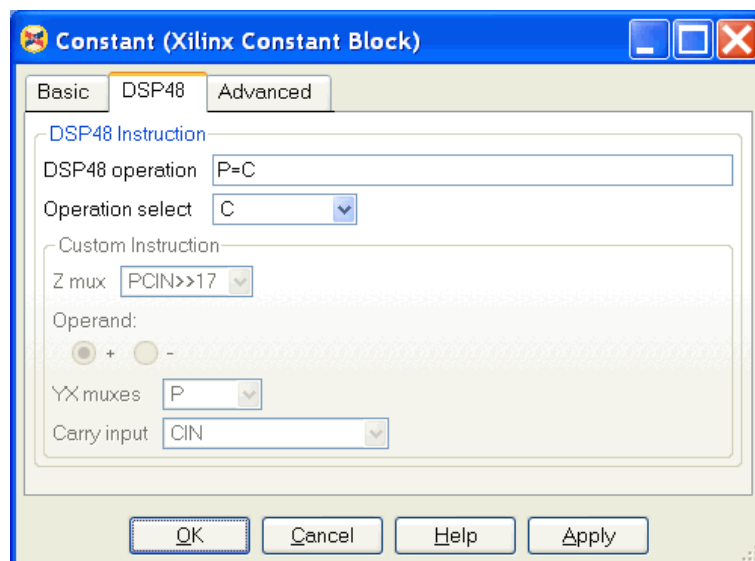 Constant (Xilinx Constant Block)
Basic DSP48 Advanced
DSP48 Instruction
DSP48 operation P=C
Operation select C
Custom Instruction
Z mux PCIN>>17
Operand:
+ -
YX muxes P
Carry input CIN
OK Cancel Help Apply